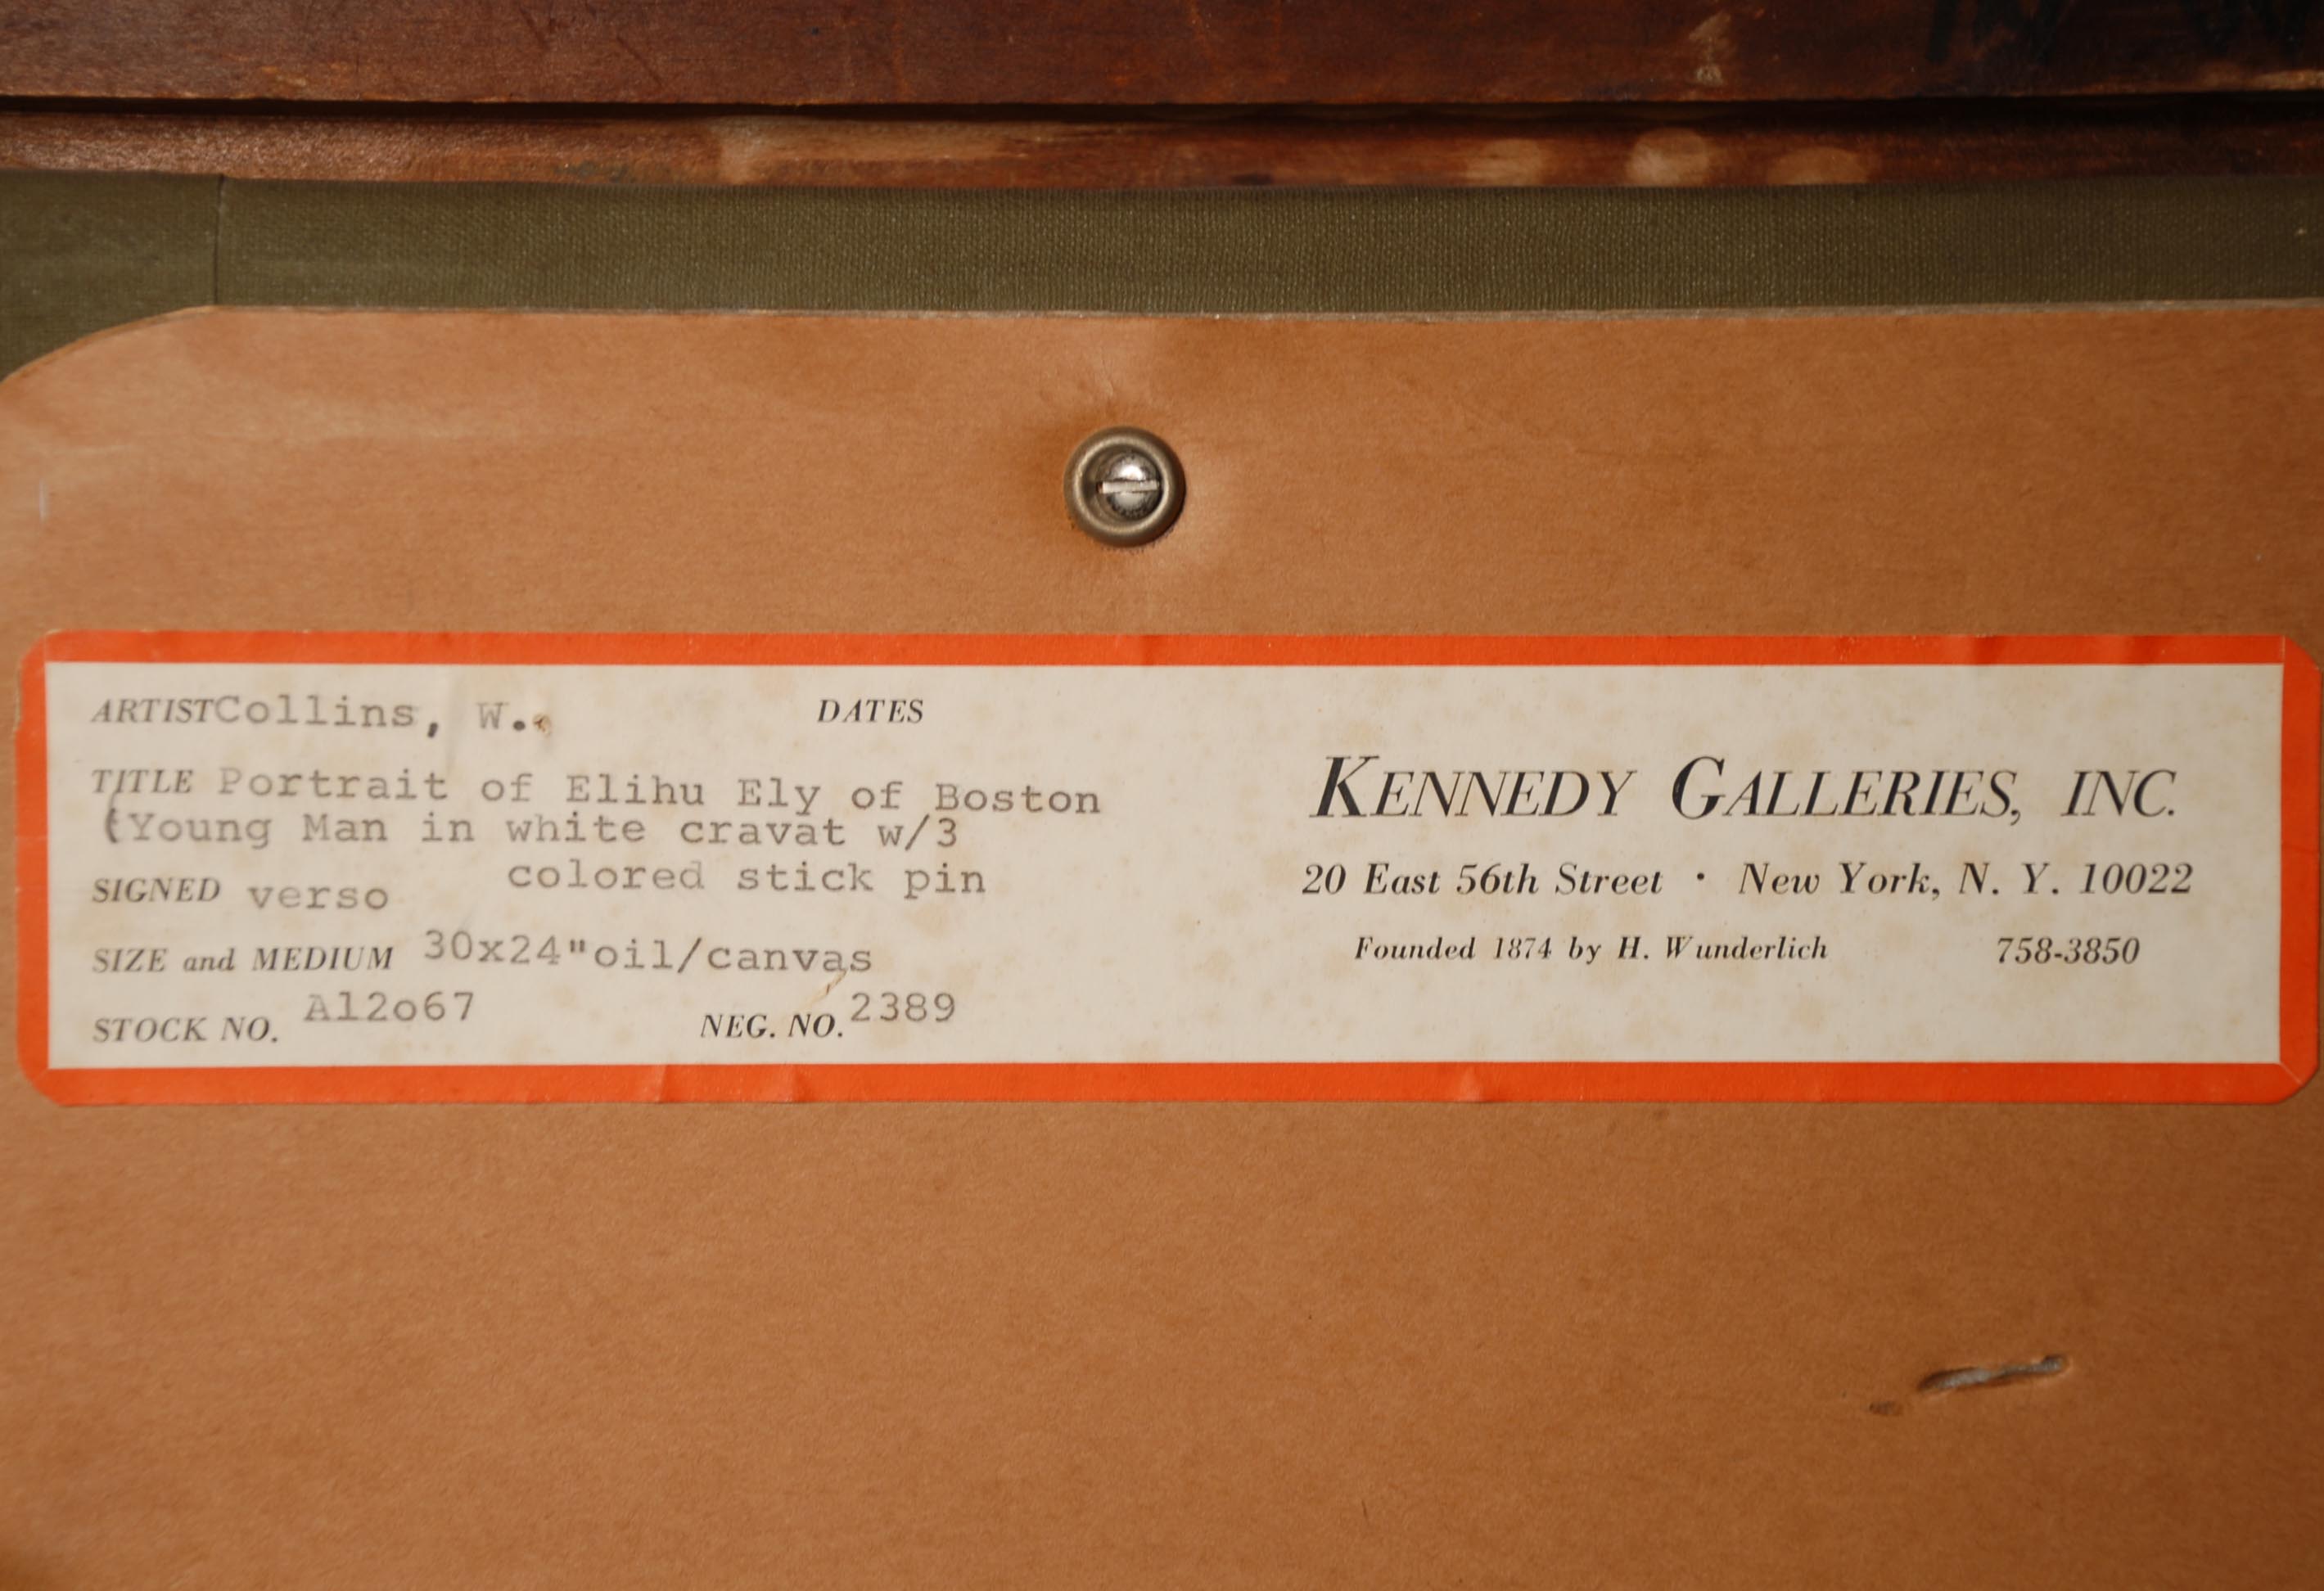 ARTIST Collins, W.
DATES
TITLE Portrait of Elihu Ely of Boston
(Young Man in white cravat w/3
colored stick pin
SIGNED verso
SIZE and MEDIUM 30x24"oil/canvas
STOCK NO. A12o67
NEG. NO. 2389
KENNEDY GALLERIES, INC.
20 East 56th Street · New York, N. Y. 10022
Founded 1874 by H. Wunderlich 758-3850